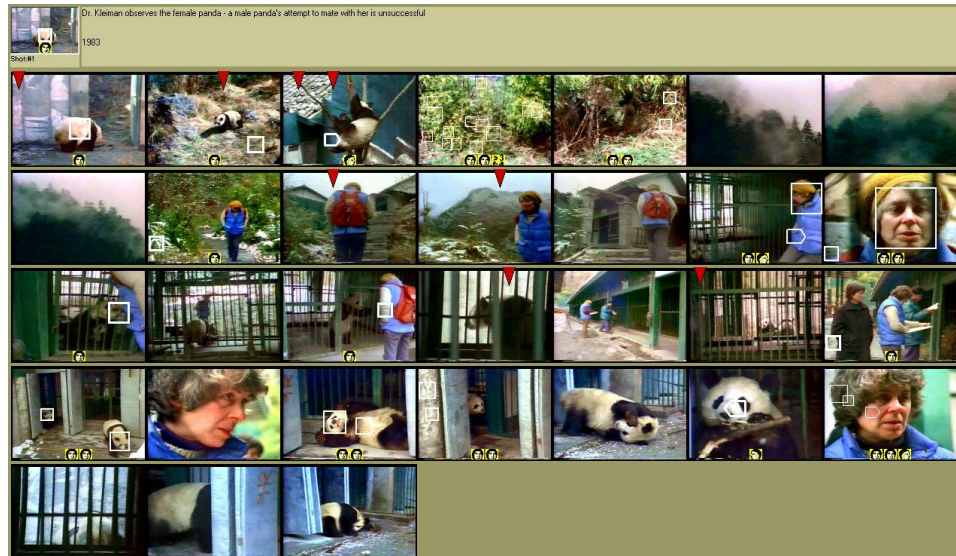 Dr. Kleiman observes the female panda - a male panda's attempt to mate with her is unsuccessful
1983
Shot:#1